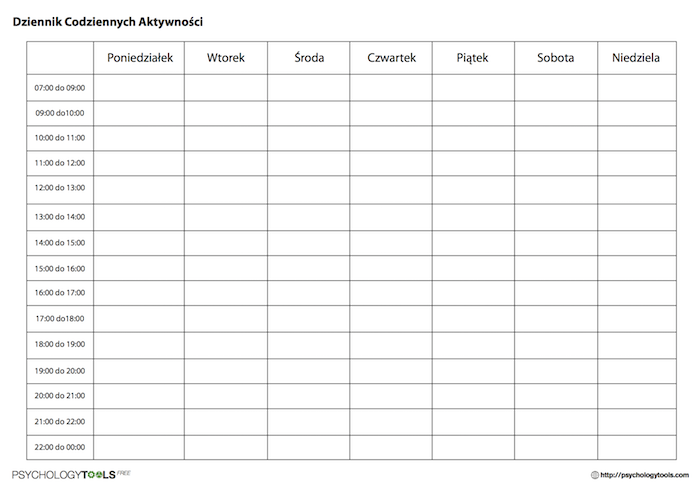 Dziennik Codziennych Aktywności
Poniedziałek Wtorek Środa Czwartek Piątek Sobota Niedziela
07:00 do 09:00
09:00 do10:00
10:00 do 11:00
11:00 do 12:00
12:00 do 13:00
13:00 do 14:00
14:00 do 15:00
15:00 do 16:00
16:00 do 17:00
17:00 do18:00
18:00 do 19:00
19:00 do 20:00
20:00 do 21:00
21:00 do 22:00
22:00 do 00:00
PSYCHOLOGYTOOLS FREE http://psychologytools.com